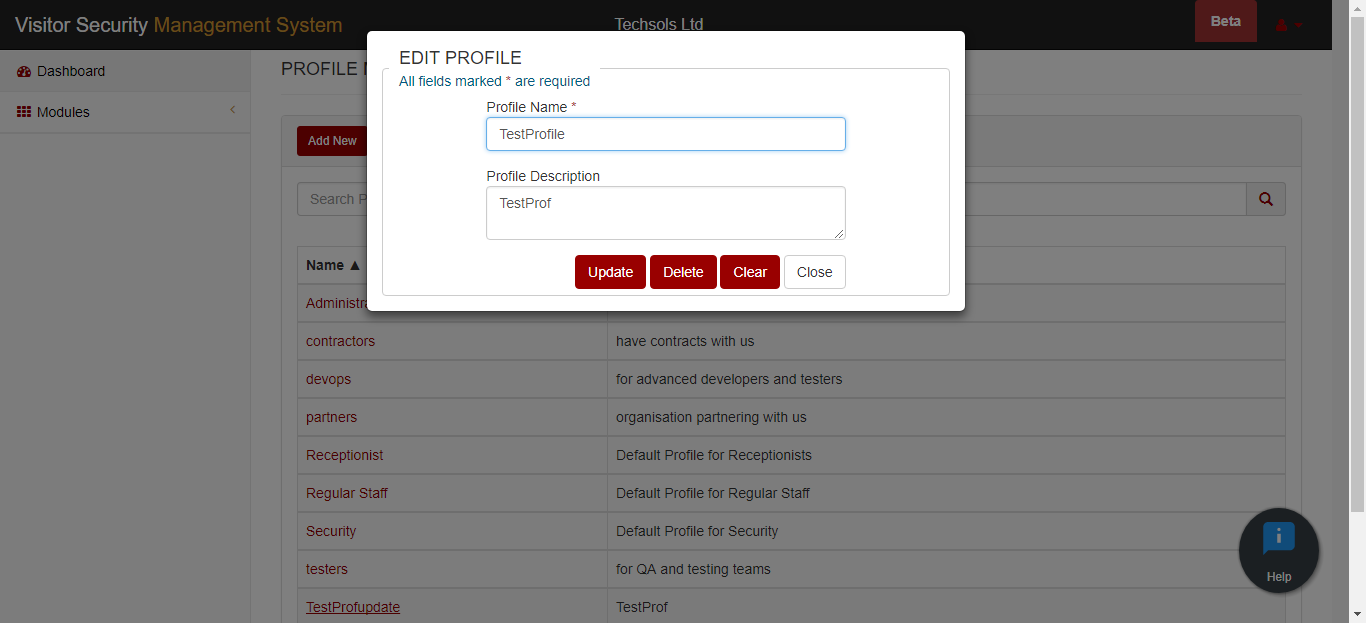 Visitor Security Management System
Techsols Ltd
Beta
Dashboard
Modules
PROFILE
Add New
Search P
EDIT PROFILE
All fields marked * are required
Profile Name *
TestProfile
Profile Description
TestProf
Update Delete Clear Close
Name ▲
Administra
contractors have contracts with us
devops for advanced developers and testers
partners organisation partnering with us
Receptionist Default Profile for Receptionists
Regular Staff Default Profile for Regular Staff
Security Default Profile for Security
testers for QA and testing teams
TestProfupdate TestProf
i
Help